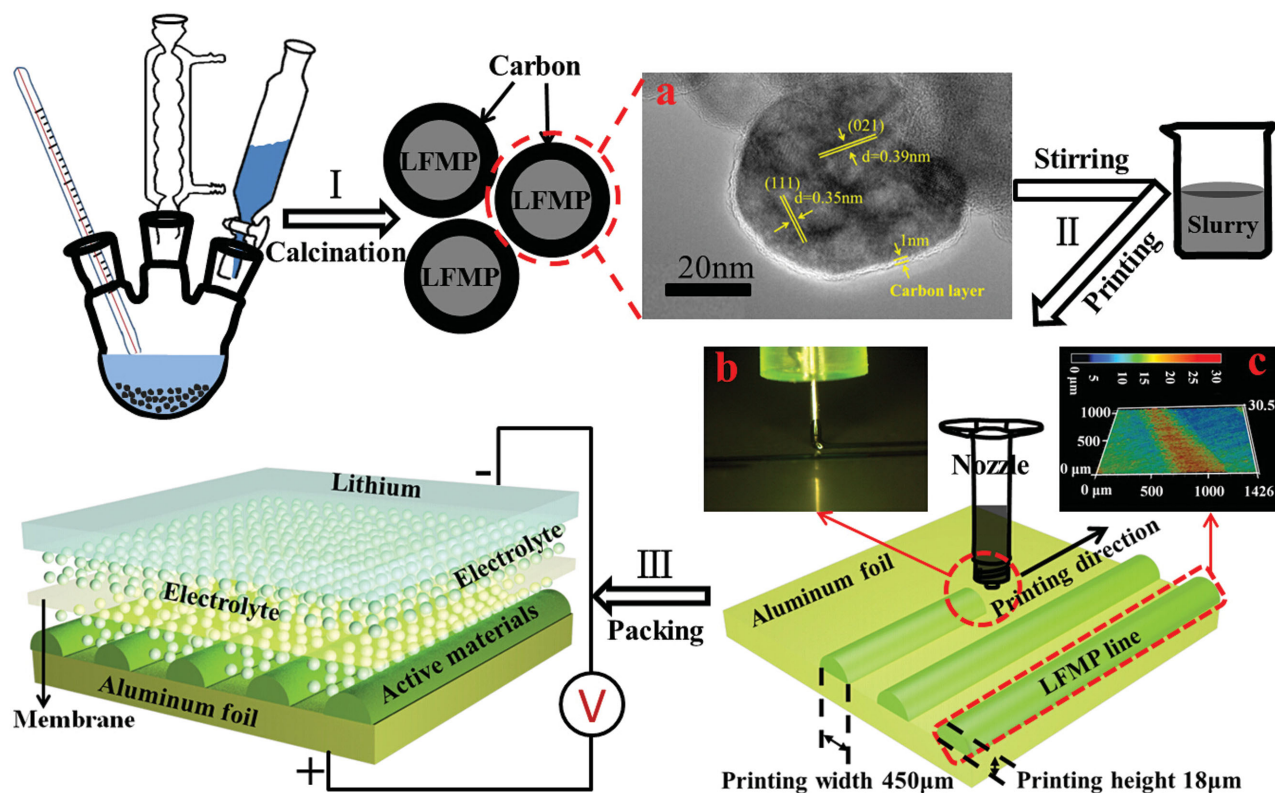 Carbon
LFMP
LFMP
LFMP
I
Calcination
a
(021)
d=0.39nm
(111)
d=0.35nm
1nm
Carbon layer
20nm
Stirring
II
Printing
Slurry
b
c
0 μm
5
10
15
20
25
30
30.5
1000
500
0 μm
0 μm
500
1000
1426
Nozzle
Printing direction
Aluminum foil
LFMP line
Printing width 450μm
Printing height 18μm
III
Packing
-
Lithium
Electrolyte
Electrolyte
Active materials
Aluminum foil
Membrane
+
V